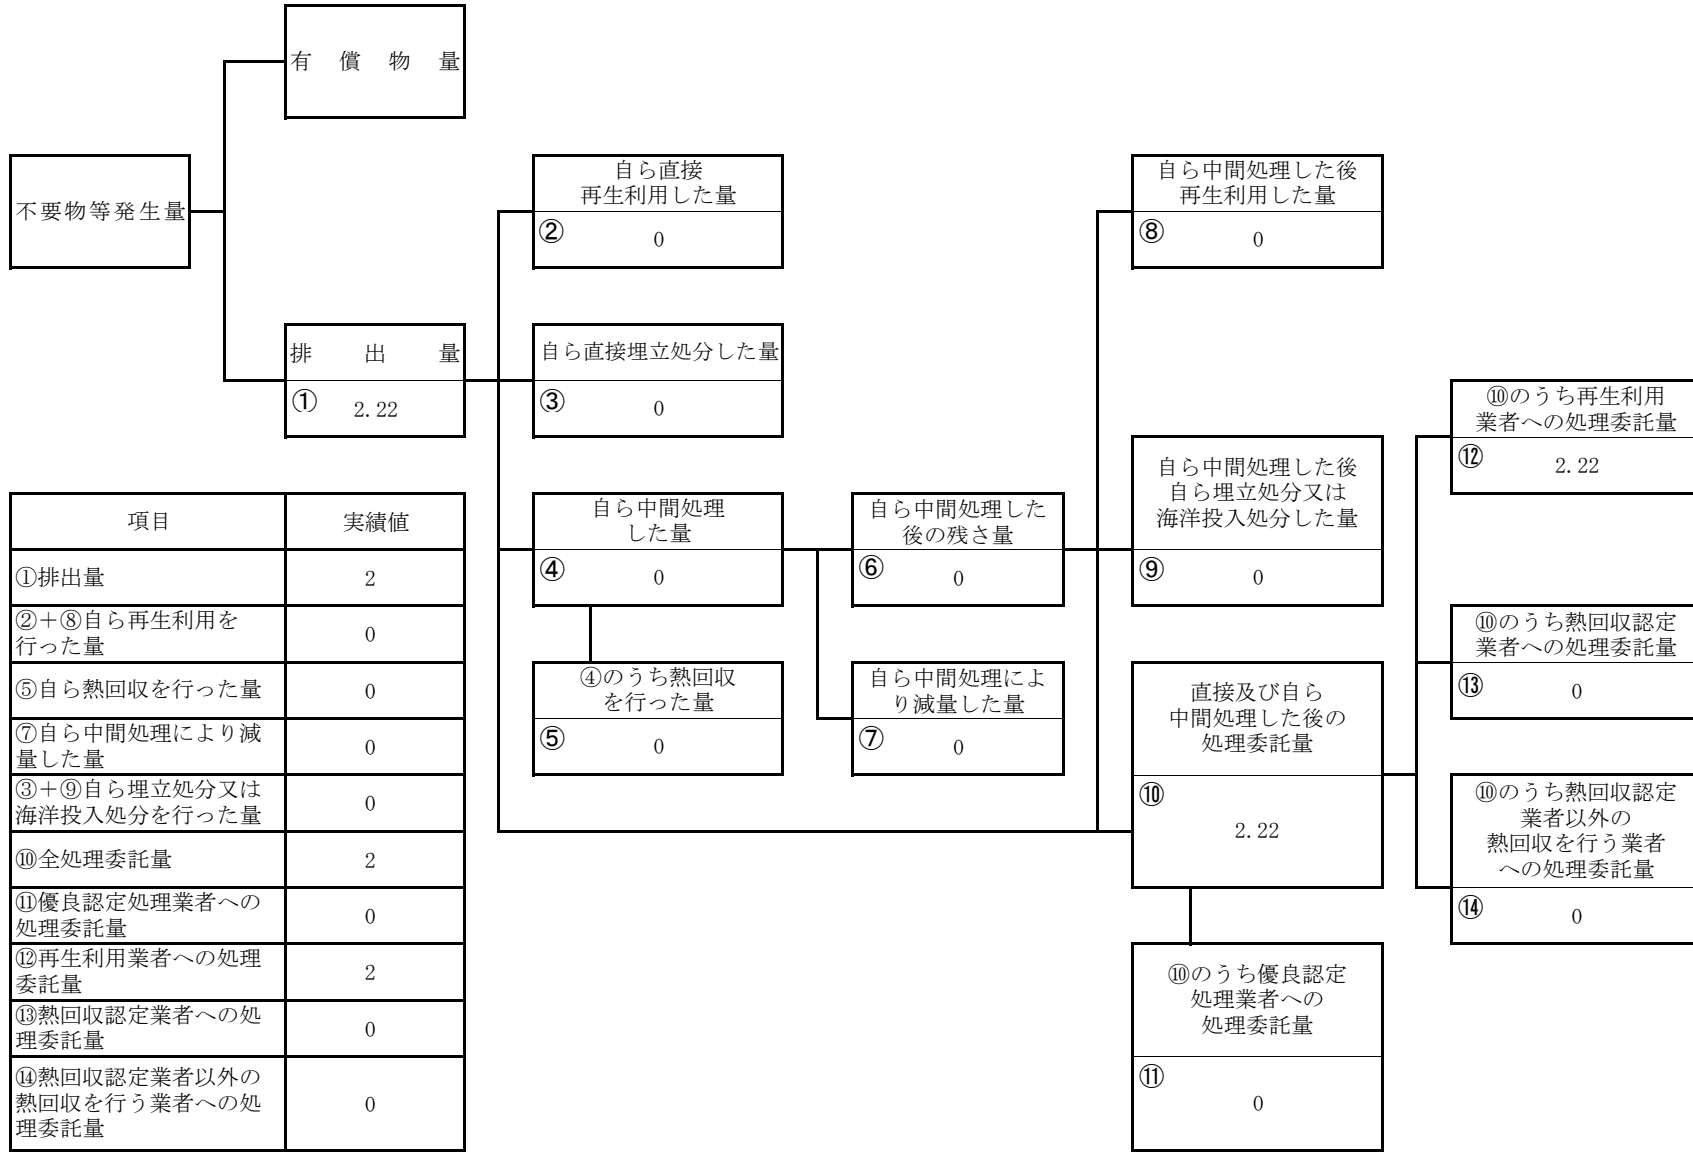 有償物量
不要物等発生量
排出量
① 2.22
自ら直接
再生利用した量
② 0
自ら直接埋立処分した量
③ 0
自ら中間処理
した量
④ 0
④のうち熱回収
を行った量
⑤ 0
自ら中間処理した
後の残さ量
⑥ 0
自ら中間処理によ
り減量した量
⑦ 0
自ら中間処理した後
再生利用した量
⑧ 0
自ら中間処理した後
自ら埋立処分又は
海洋投入処分した量
⑨ 0
直接及び自ら
中間処理した後の
処理委託量
⑩
2.22
⑩のうち優良認定
処理業者への
処理委託量
⑪
0
⑩のうち再生利用
業者への処理委託量
⑫ 2.22
⑩のうち熱回収認定
業者への処理委託量
⑬ 0
⑩のうち熱回収認定
業者以外の
熱回収を行う業者
への処理委託量
⑭ 0
項目 実績値
①排出量 2
②＋⑧自ら再生利用を
行った量 0
⑤自ら熱回収を行った量 0
⑦自ら中間処理により減
量した量 0
③＋⑨自ら埋立処分又は
海洋投入処分を行った量 0
⑩全処理委託量 2
⑪優良認定処理業者への
処理委託量 0
⑫再生利用業者への処理
委託量 2
⑬熱回収認定業者への処
理委託量 0
⑭熱回収認定業者以外の
熱回収を行う業者への処 0
理委託量